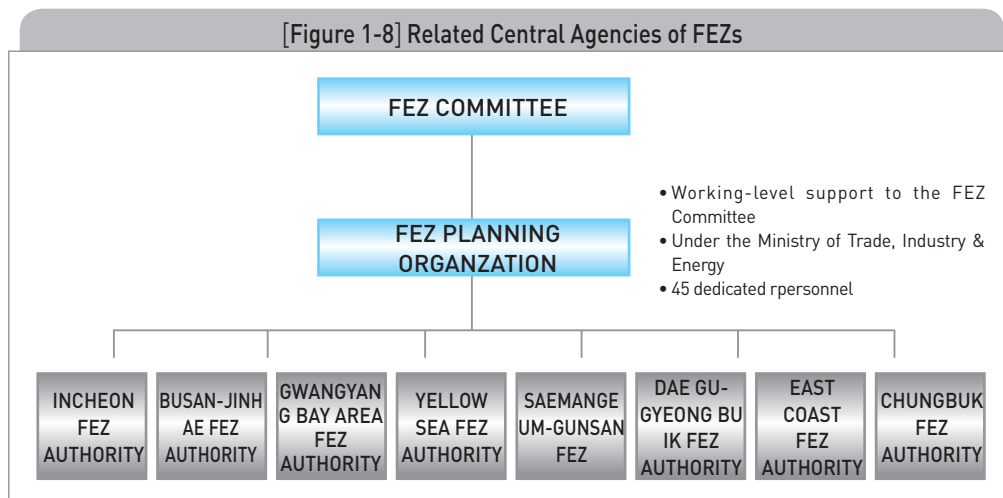 [Figure 1-8] Related Central Agencies of FEZs
FEZ COMMITTEE
FEZ PLANNING
ORGANZATION
• Working-level support to the FEZ
Committee
• Under the Ministry of Trade, Industry &
Energy
• 45 dedicated rpersonnel
INCHEON
FEZ
AUTHORITY
BUSAN-JINH
AE FEZ
AUTHORITY
GWANGYAN
G BAY AREA
FEZ
AUTHORITY
YELLOW
SEA FEZ
AUTHORITY
SAEMANGE
UM-GUNSAN
FEZ
DAE GU-
GYEONG BU
IK FEZ
AUTHORITY
EAST
COAST
FEZ
AUTHORITY
CHUNGBUK
FEZ
AUTHORITY